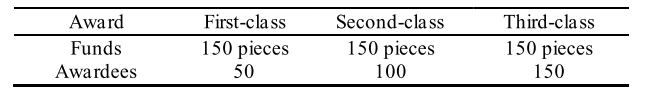 Award First-class Second-class Third-class
Funds 150 pieces 150 pieces 150 pieces
Awardees 50 100 150